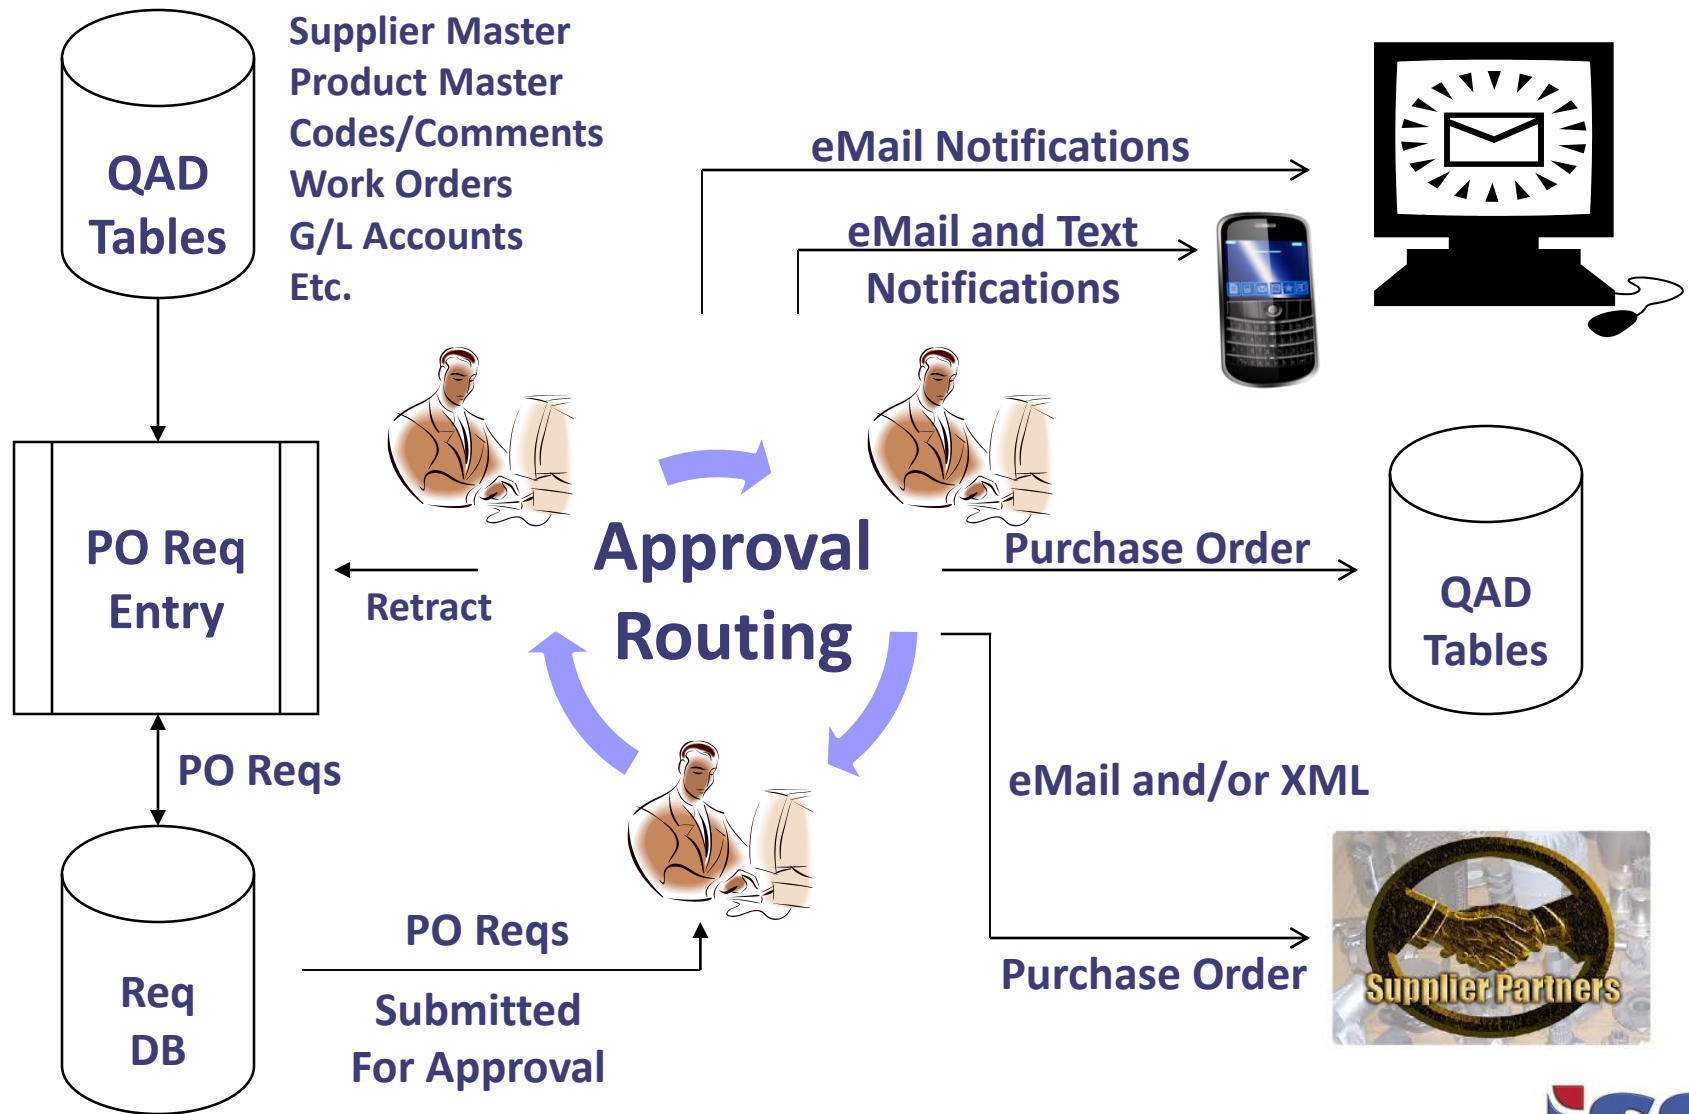 Supplier Master
Product Master
Codes/Comments
Work Orders
G/L Accounts
Etc.
QAD
Tables
eMail Notifications
eMail and Text
Notifications
PO Req
Entry
Retract
Approval
Routing
Purchase Order
QAD
Tables
PO Reqs
eMail and/or XML
Req
DB
PO Reqs
Submitted
For Approval
Purchase Order
Supplier Partners